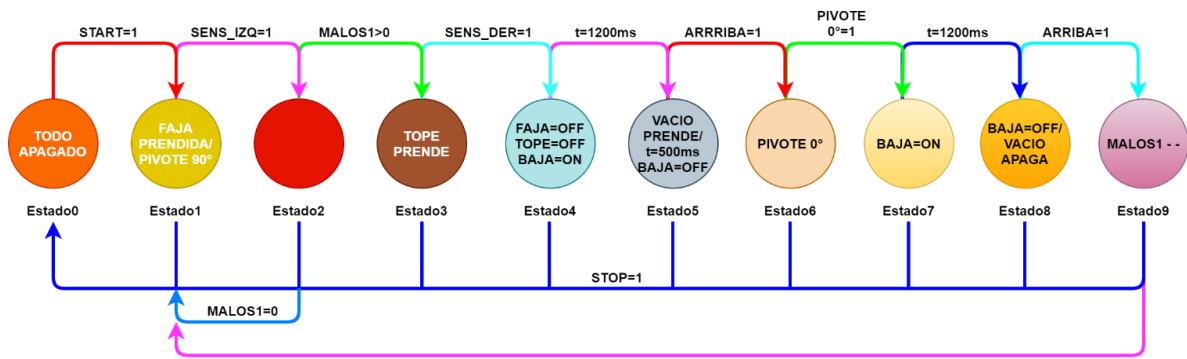 START=1
SENS_IZQ=1
MALOS1>0
SENS_DER=1
t=1200ms
ARRRIBA=1
PIVOTE
0°=1
t=1200ms
ARRIBA=1
TODO
APAGADO
FAJA
PRENDIDA/
PIVOTE 90°
TOPE
PRENDE
FAJA=OFF
TOPE=OFF
BAJA=ON
VACIO
PRENDE/
t=500ms
BAJA=OFF
PIVOTE 0°
BAJA=ON
BAJA=OFF/
VACIO
APAGA
MALOS1 - -
Estado0
Estado1
Estado2
Estado3
Estado4
Estado5
Estado6
Estado7
Estado8
Estado9
STOP=1
MALOS1=0